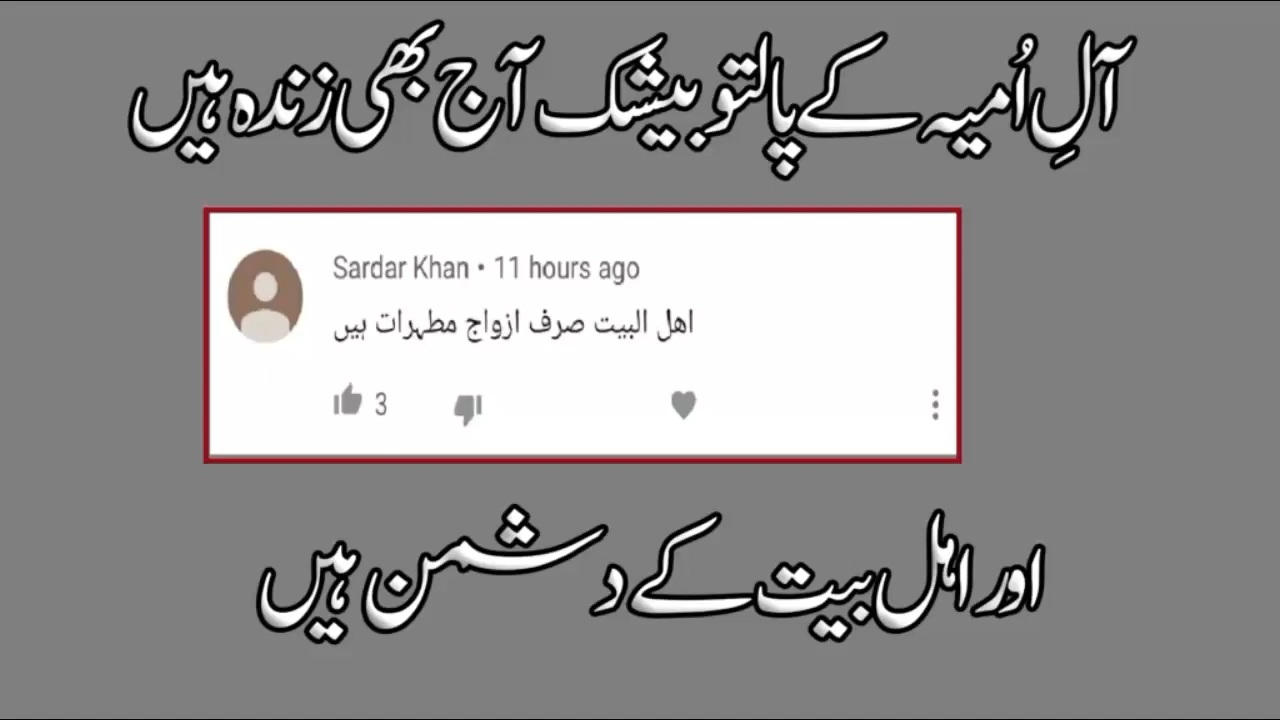 آلِ اُمیہ کے پالتو بیشک آج بھی زندہ ہیں
Sardar Khan • 11 hours ago
اهل البیت صرف ازواج مطہرات ہیں
3
اور اہل بیت کے دشمن ہیں